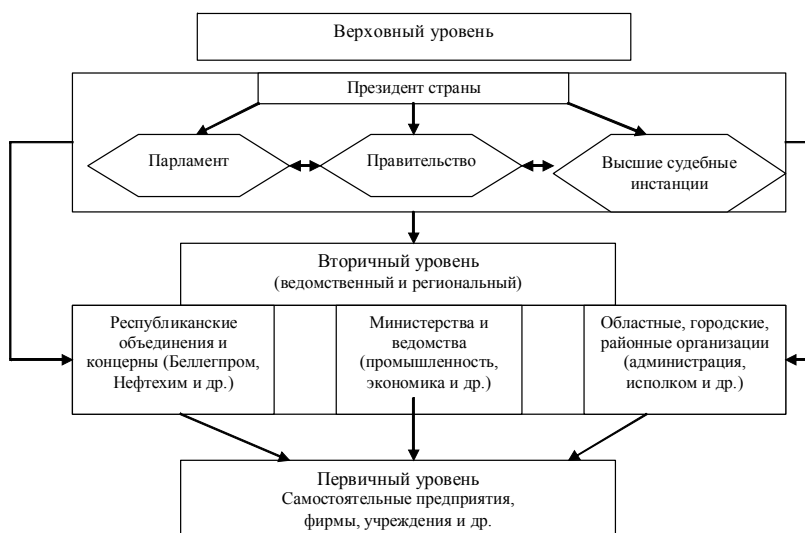 Верховный уровень
Президент страны
Парламент
Правительство
Высшие судебные
инстанции
Вторичный уровень
(ведомственный и региональный)
Республиканские
объединения и
концерны (Беллегпром,
Нефтехим и др.)
Министерства и
ведомства
(промышленность,
экономика и др.)
Областные, городские,
районные организации
(администрация,
исполком и др.)
Первичный уровень
Самостоятельные предприятия,
фирмы, учреждения и др.